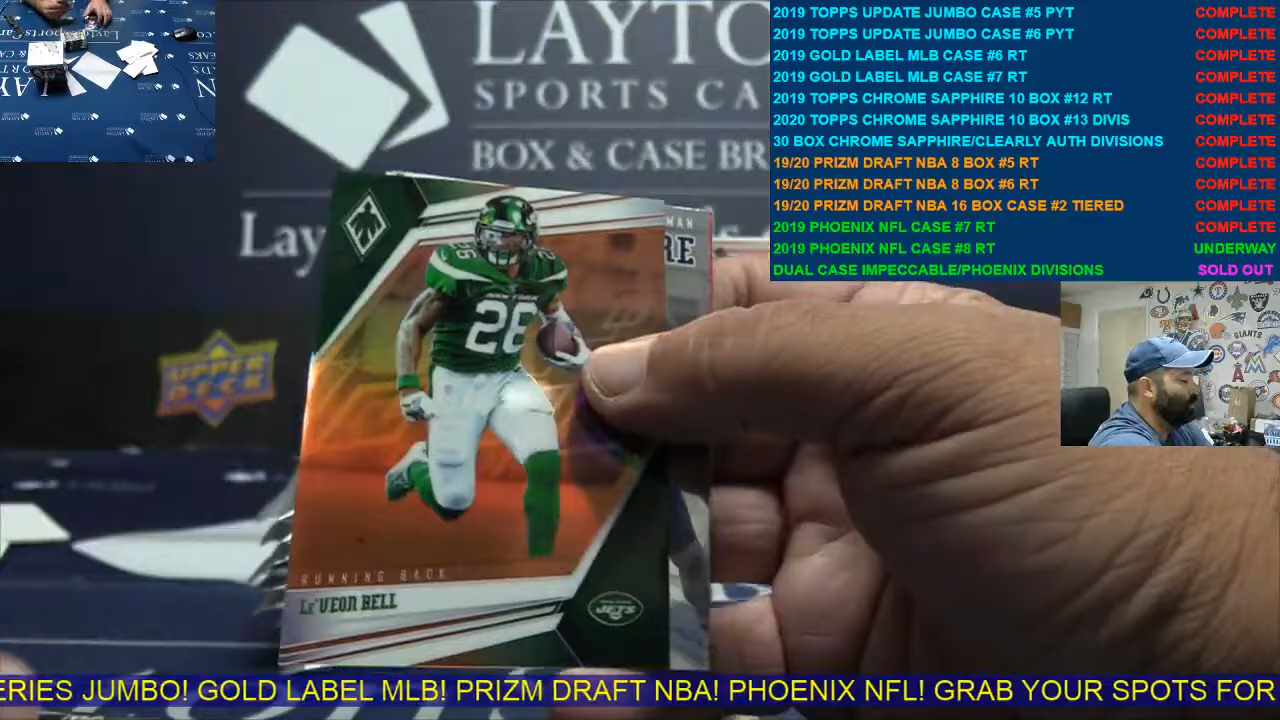 LAYTO
SPORTS CA
BOX & CASE BR
Lay
UPPER DECK
MAN
RE
26
26
RUNNING BACK
Le'VEON BELL
JETS
2019 TOPPS UPDATE JUMBO CASE #5 PYT COMPLETE
2019 TOPPS UPDATE JUMBO CASE #6 PYT COMPLETE
2019 GOLD LABEL MLB CASE #6 RT COMPLETE
2019 GOLD LABEL MLB CASE #7 RT COMPLETE
2019 TOPPS CHROME SAPPHIRE 10 BOX #12 RT COMPLETE
2020 TOPPS CHROME SAPPHIRE 10 BOX #13 DIVIS COMPLETE
30 BOX CHROME SAPPHIRE/CLEARLY AUTH DIVISIONS COMPLETE
19/20 PRIZM DRAFT NBA 8 BOX #5 RT COMPLETE
19/20 PRIZM DRAFT NBA 8 BOX #6 RT COMPLETE
19/20 PRIZM DRAFT NBA 16 BOX CASE #2 TIERED COMPLETE
2019 PHOENIX NFL CASE #7 RT COMPLETE
2019 PHOENIX NFL CASE #8 RT UNDERWAY
DUAL CASE IMPECCABLE/PHOENIX DIVISIONS SOLD OUT
GIANTS
ERIES JUMBO! GOLD LABEL MLB! PRIZM DRAFT NBA! PHOENIX NFL! GRAB YOUR SPOTS FOR